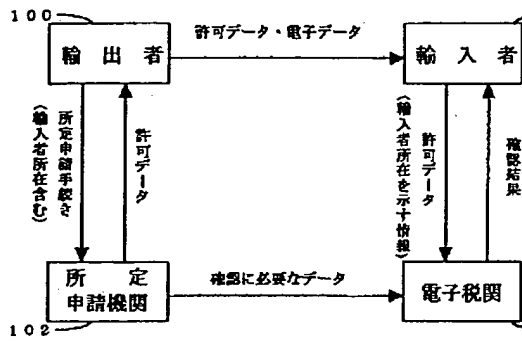 100
輸出者
許可データ・電子データ
輸入者
所定申請手続き
(輸入者所在含む)
許可データ
許可データ
(輸入者所在を示す情報)
確認結果
所定
申請機関
確認に必要なデータ
電子税関
102